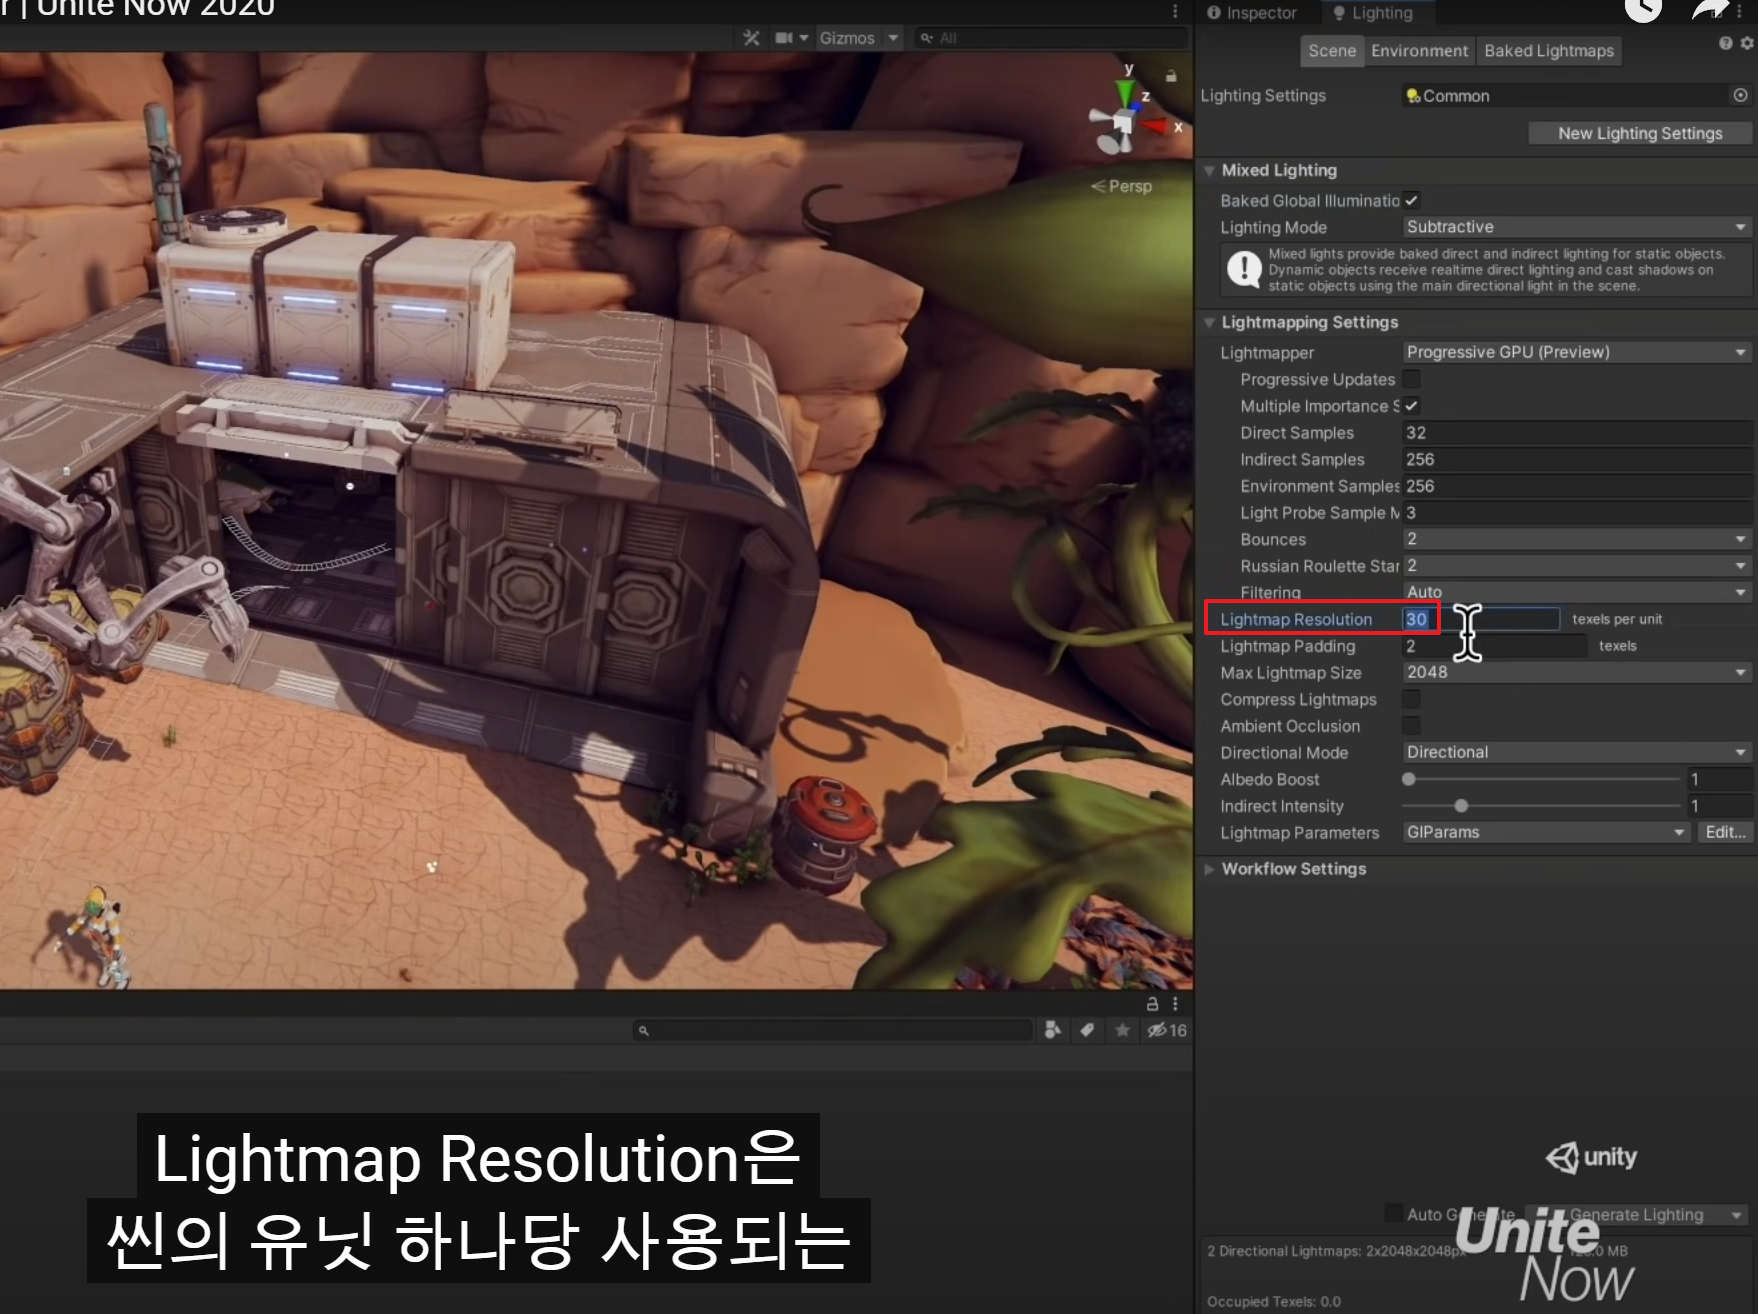 | Unite Now 2020
Inspector
Lighting
Gizmos
All
Scene
Environment
Baked Lightmaps
y
z
x
Persp
Lighting Settings
Common
New Lighting Settings
Mixed Lighting
Baked Global Illuminatio
Lighting Mode
Subtractive
Mixed lights provide baked direct and indirect lighting for static objects.
Dynamic objects receive realtime direct lighting and cast shadows on
static objects using the main directional light in the scene.
Lightmapping Settings
Lightmapper
Progressive GPU (Preview)
Progressive Updates
Multiple Importance S
Direct Samples
32
Indirect Samples
256
Environment Samples
256
Light Probe Sample M
3
Bounces
2
Russian Roulette Star
2
Filtering
Auto
Lightmap Resolution
30
texels per unit
Lightmap Padding
2
texels
Max Lightmap Size
2048
Compress Lightmaps
Ambient Occlusion
Directional Mode
Directional
Albedo Boost
1
Indirect Intensity
1
Lightmap Parameters
GIParams
Edit...
Workflow Settings
16
Lightmap Resolution은
씬의 유닛 하나당 사용되는
unity
Auto Generate
Generate Lighting
Unite
Now
2 Directional Lightmaps: 2x2048x2048px
MB
Occupied Texels: 0.0